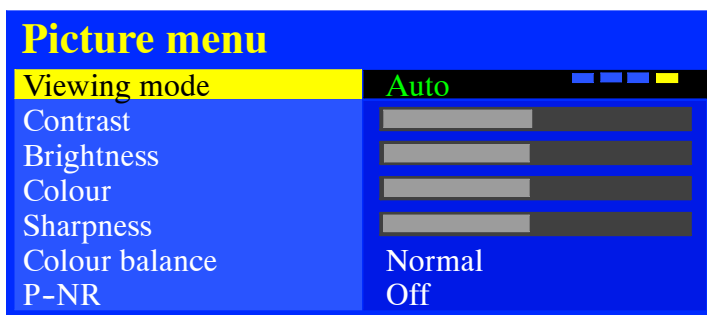 Picture menu
Viewing mode Auto
Contrast
Brightness
Colour
Sharpness
Colour balance Normal
P-NR Off